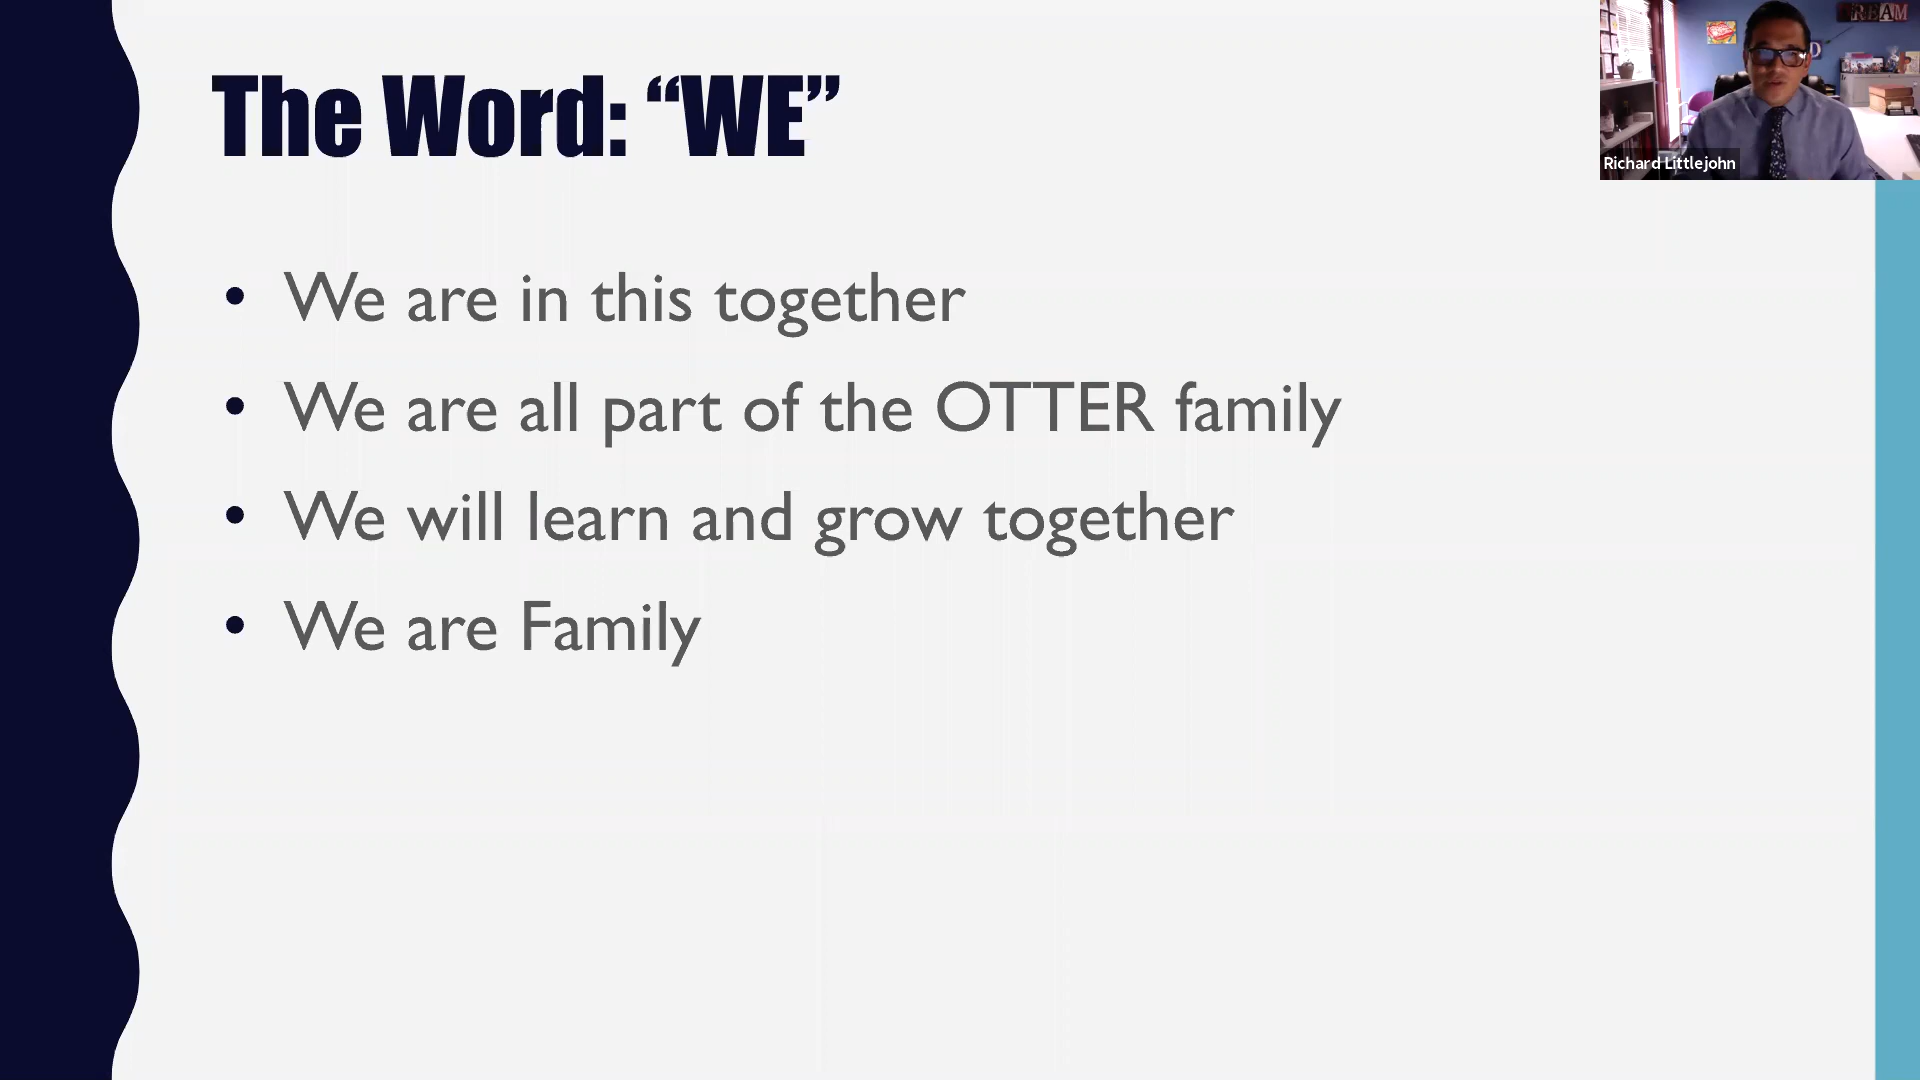 The Word: “WE”
• We are in this together
• We are all part of the OTTER family
• We will learn and grow together
• We are Family
Richard Littlejohn